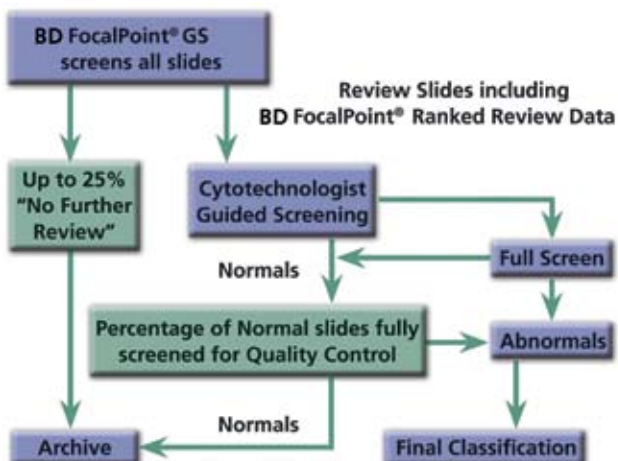 BD FocalPoint® GS
screens all slides
Review Slides including
BD FocalPoint® Ranked Review Data
Up to 25%
"No Further
Review"
Cytotechnologist
Guided Screening
Full Screen
Normals
Percentage of Normal slides fully
screened for Quality Control
Abnormals
Normals
Archive
Final Classification